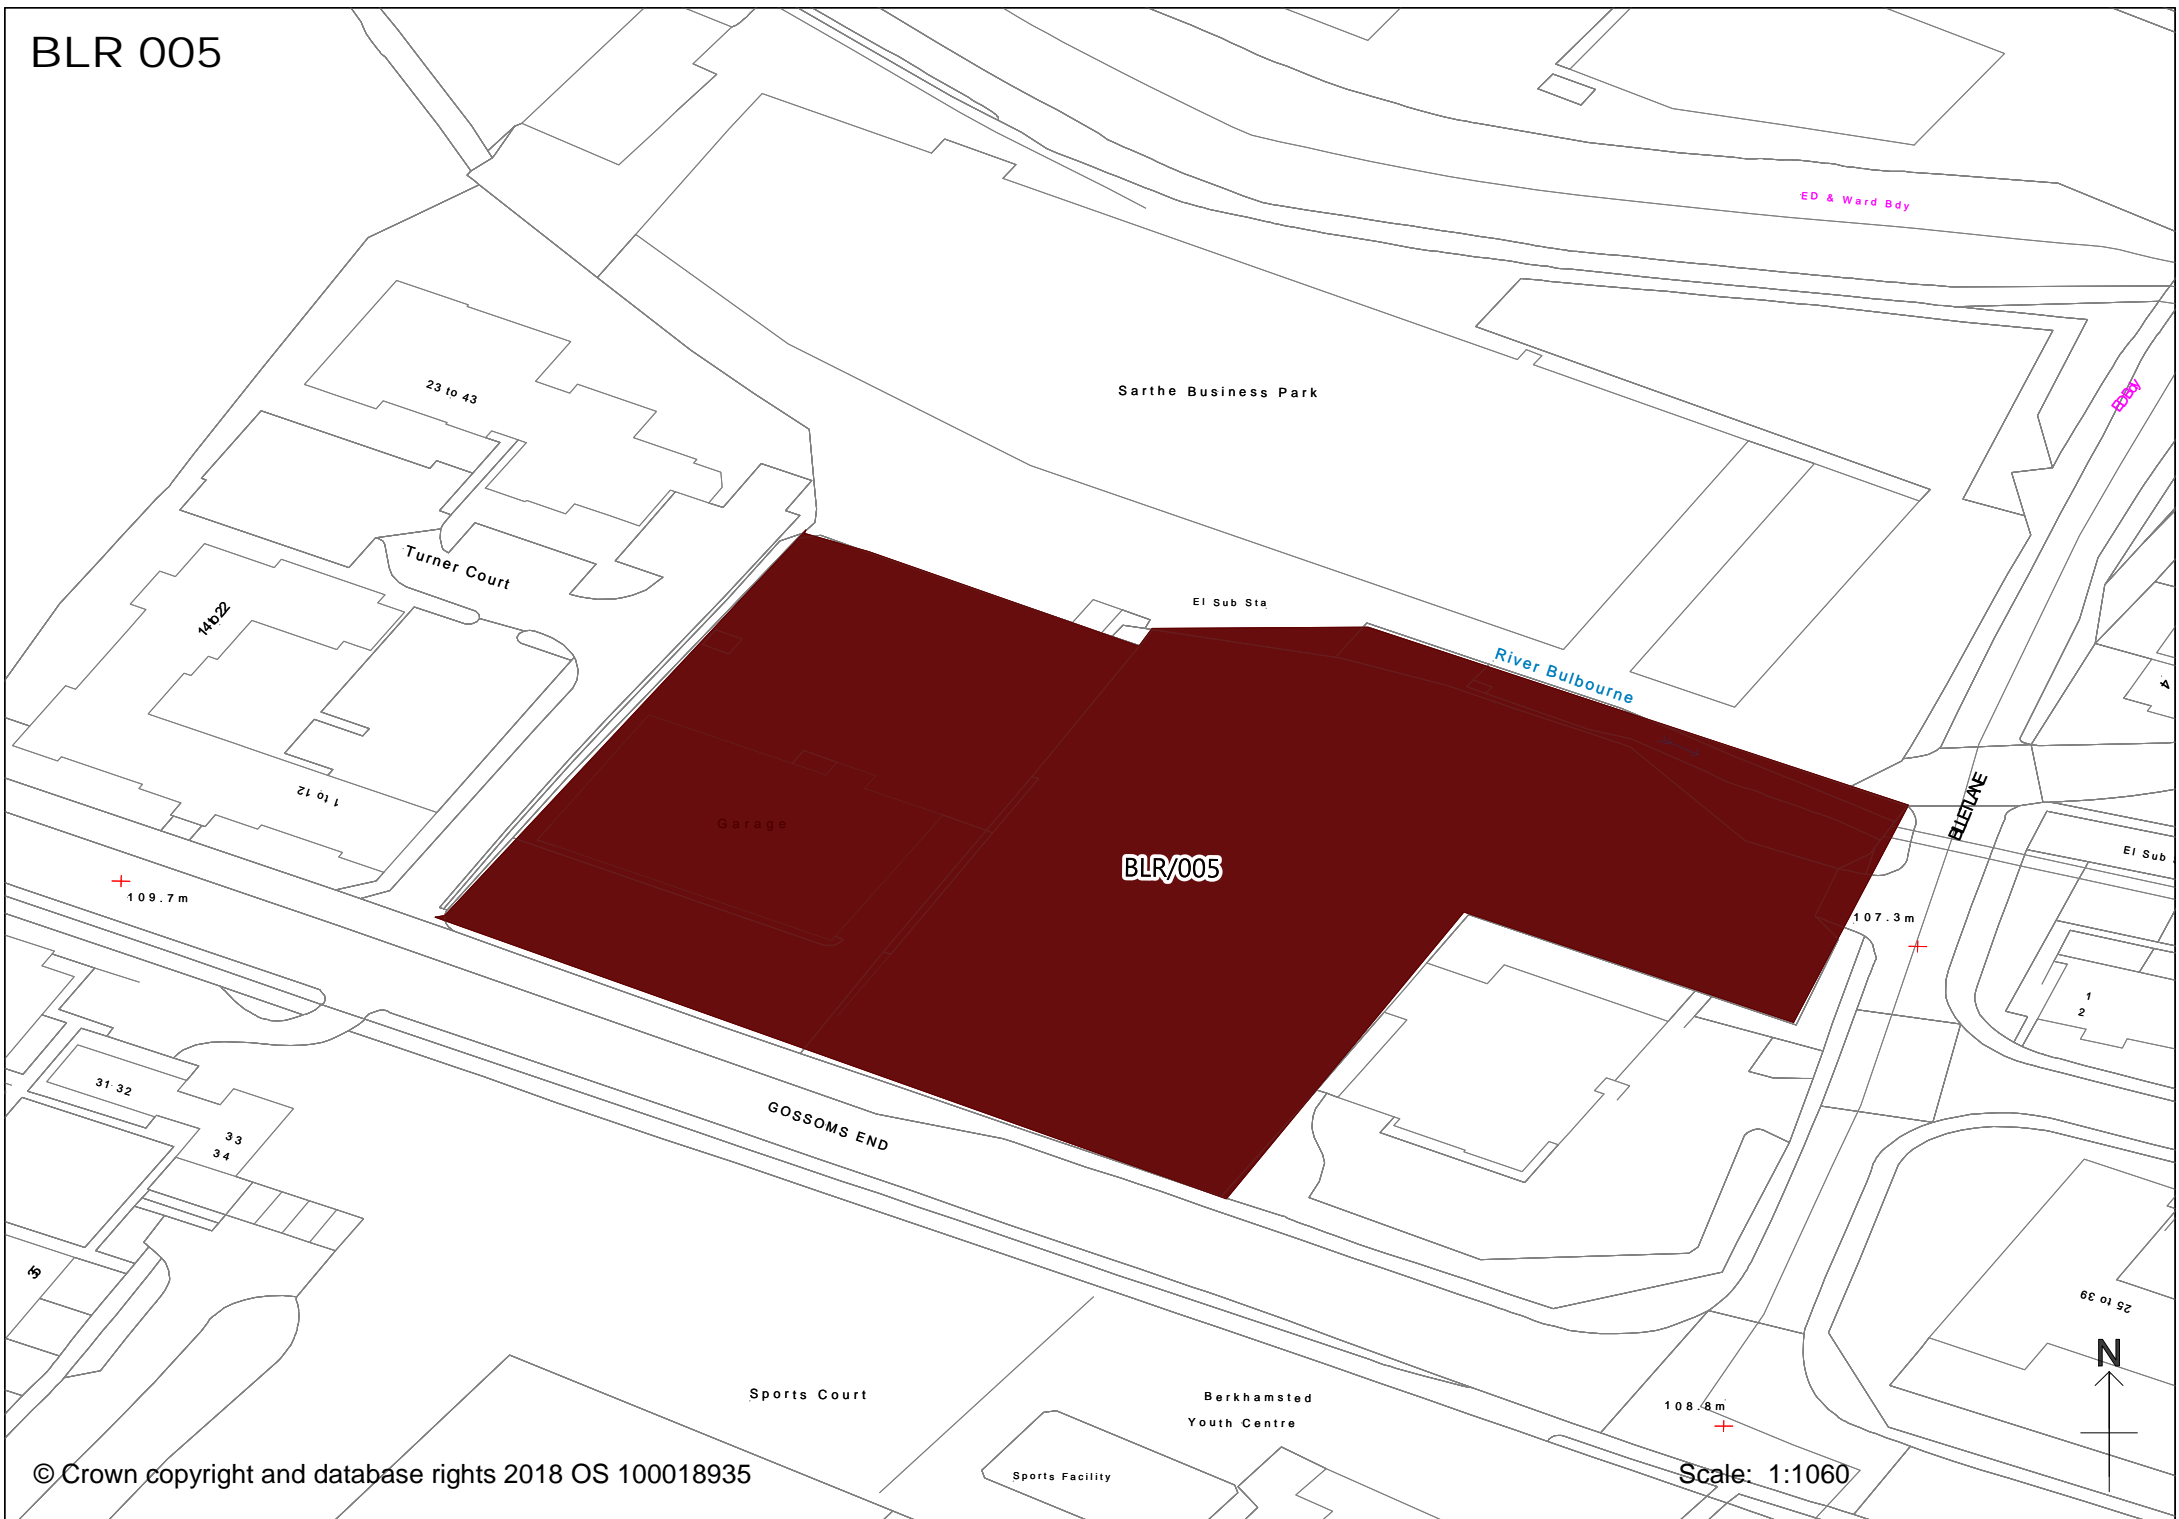 BLR 005
ED & Ward Bdy
ED Bdy
Sarthe Business Park
23 to 43
Turner Court
14 to 22
El Sub Sta
River Bulbourne
4
1 to 12
Garage
BLR/005
BILLET LANE
El Sub
109.7m
107.3m
1
2
31 32
33
34
GOSSOMS END
25 to 39
N
Sports Court
Berkhamsted
Youth Centre
108.8m
Sports Facility
© Crown copyright and database rights 2018 OS 100018935
Scale: 1:1060